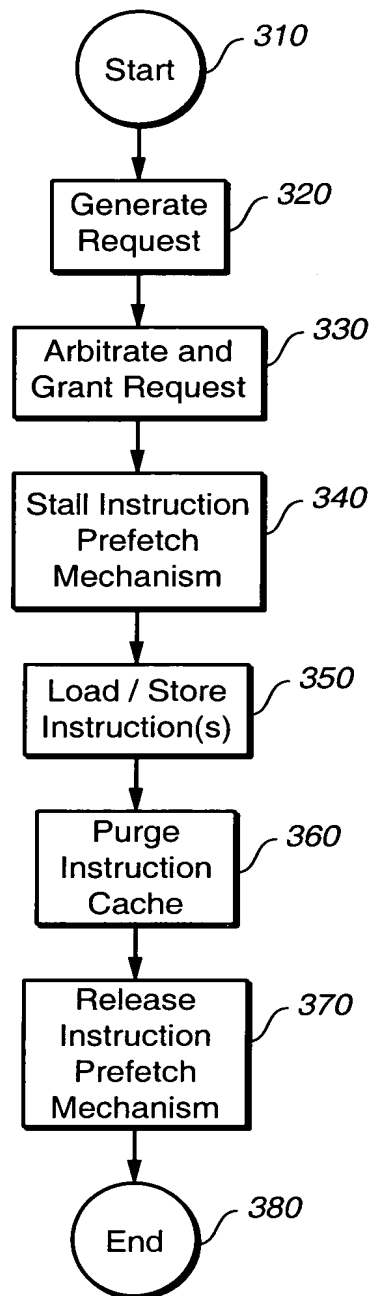 310
Start
320
Generate
Request
330
Arbitrate and
Grant Request
340
Stall Instruction
Prefetch
Mechanism
350
Load / Store
Instruction(s)
360
Purge
Instruction
Cache
370
Release
Instruction
Prefetch
Mechanism
380
End